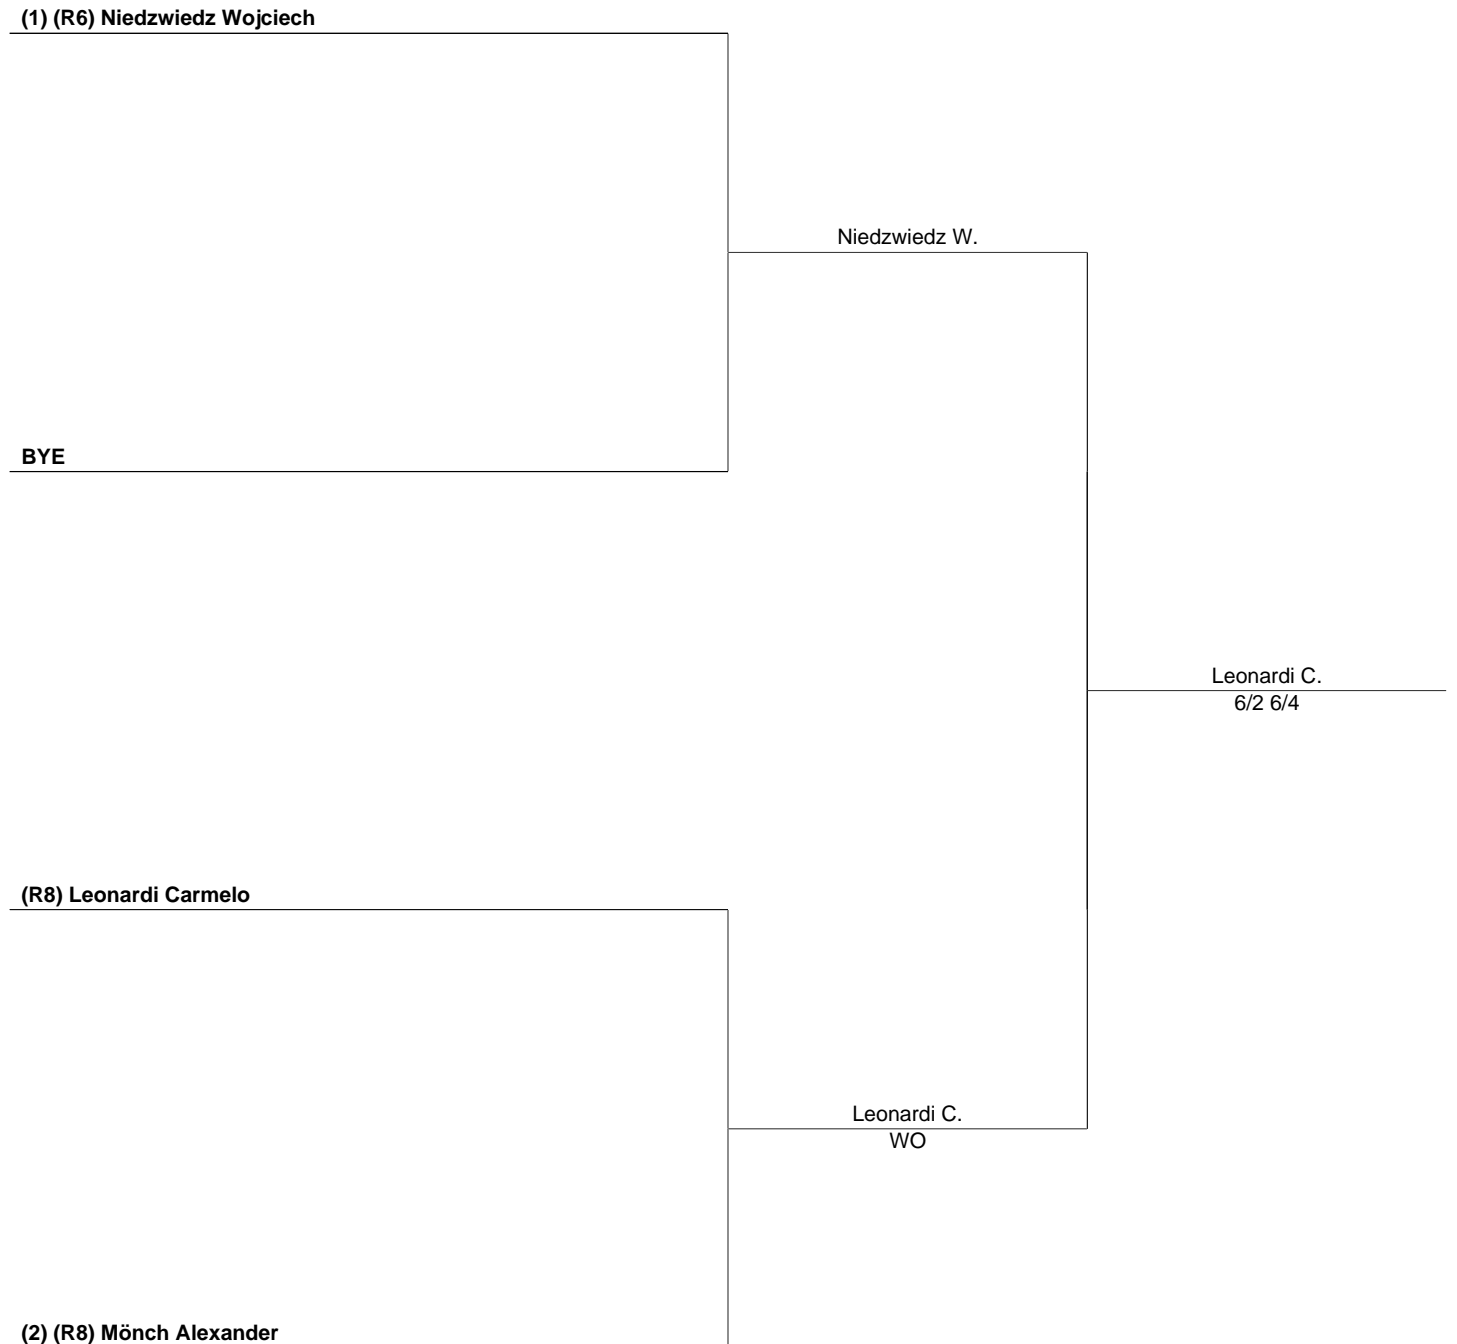 (1) (R6) Niedzwiedz Wojciech
Niedzwiedz W.
BYE
Leonardi C.
6/2 6/4
(R8) Leonardi Carmelo
Leonardi C.
WO
(2) (R8) Mönch Alexander